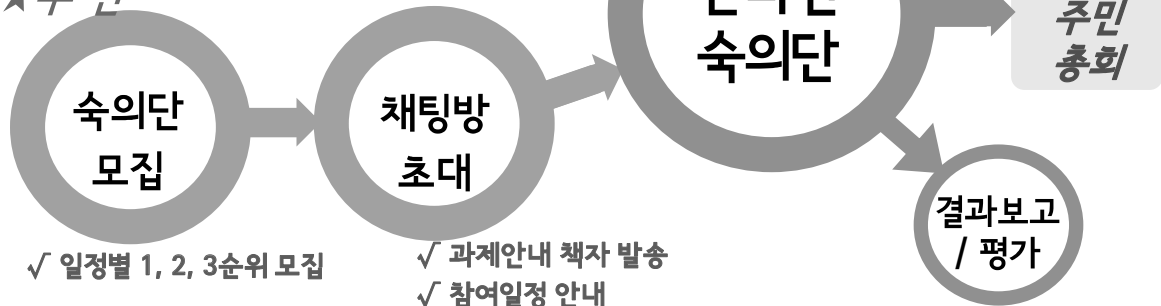 주민
총회
숙의단
숙의단
모집
채팅방
초대
결과보고
/ 평가
√ 일정별 1, 2, 3순위 모집
√ 과제안내 책자 발송
√ 참여일정 안내